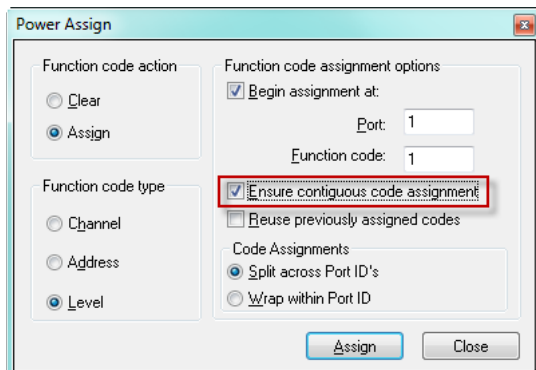 Power Assign
Function code action
Clear
Assign
Function code type
Channel
Address
Level
Function code assignment options
Begin assignment at:
Port: 1
Function code: 1
Ensure contiguous code assignment
Reuse previously assigned codes
Code Assignments
Split across Port ID's
Wrap within Port ID
Assign
Close